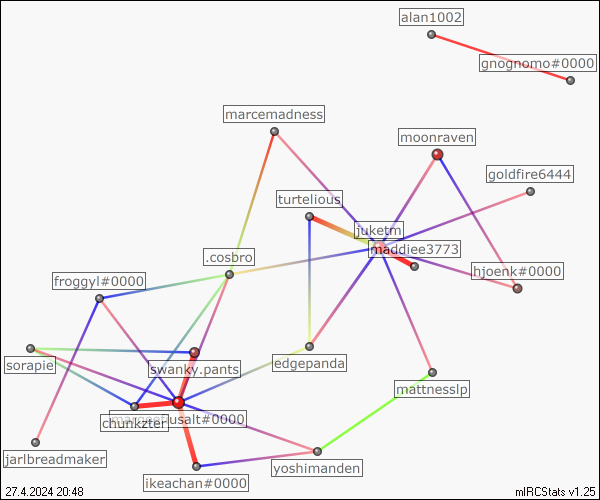 alan1002
gnognomo#0000
marcemadness
moonraven
goldfire6444
turtelious
juketm
maddiee3773
.cosbro
hjoenk#0000
froggyl#0000
edgepanda
sorapie
swanky.pants
mattnesslp
chunkzter
usalt#0000
jarlbreadmaker
yoshimanden
ikeachan#0000
27.4.2024 20:48
mIRCStats v1.25